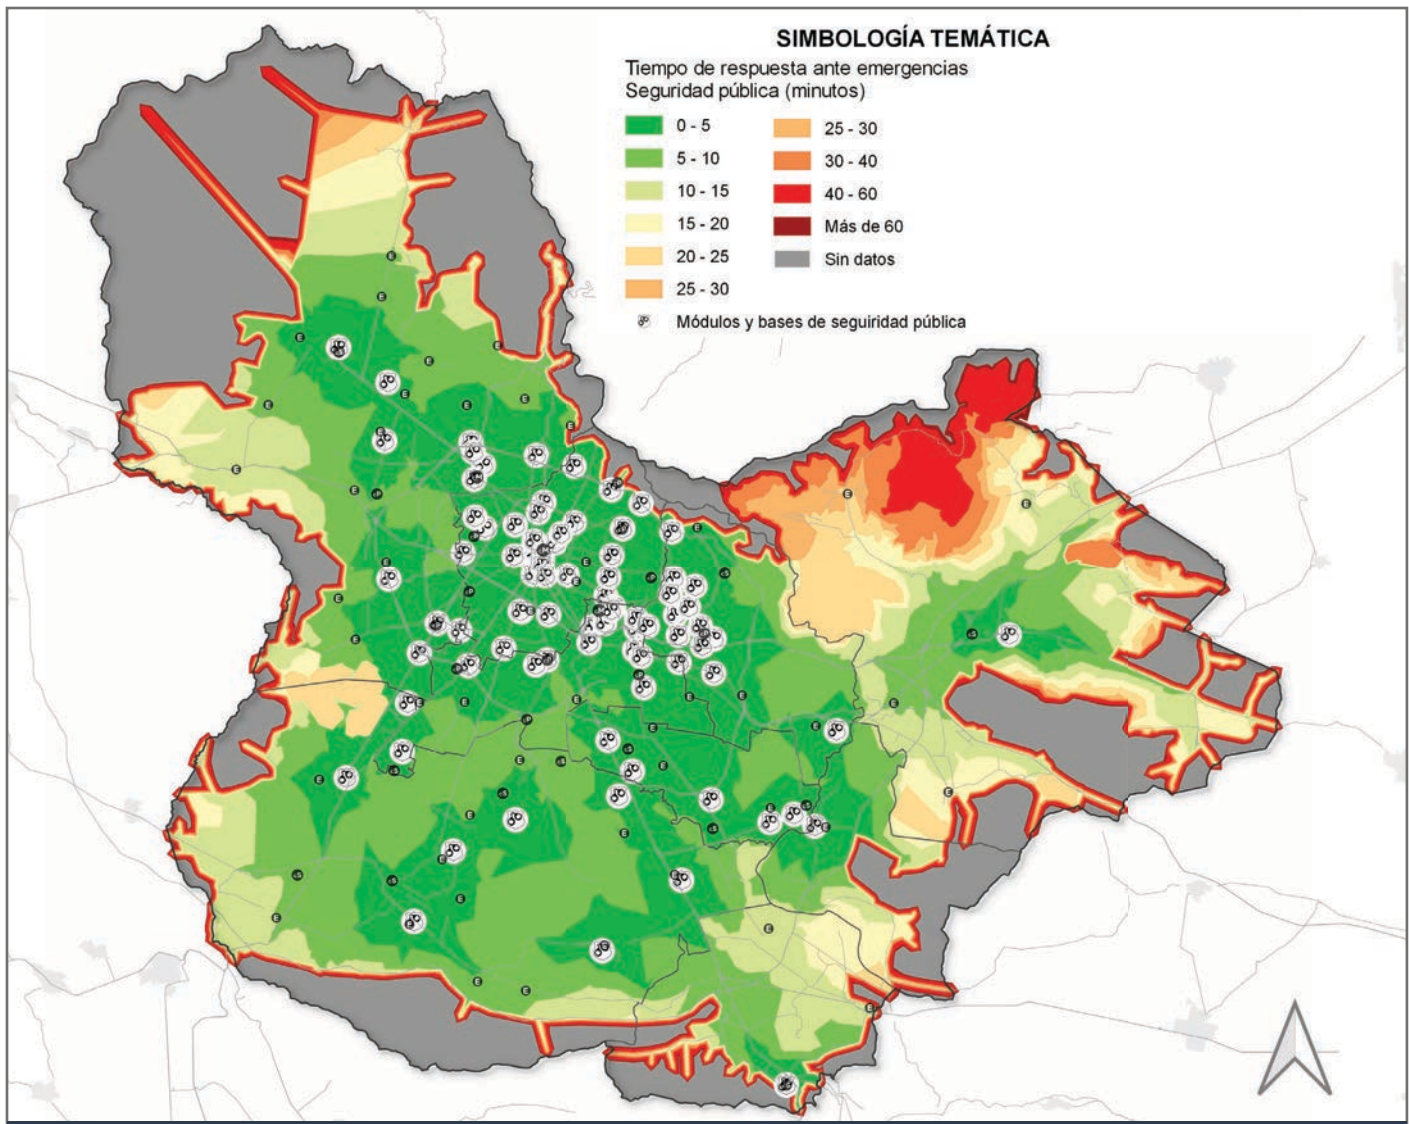 SIMBOLOGÍA TEMÁTICA
Tiempo de respuesta ante emergencias
Seguridad pública (minutos)
0 - 5
5 - 10
10 - 15
15 - 20
20 - 25
25 - 30
25 - 30
30 - 40
40 - 60
Más de 60
Sin datos
Módulos y bases de seguiridad pública